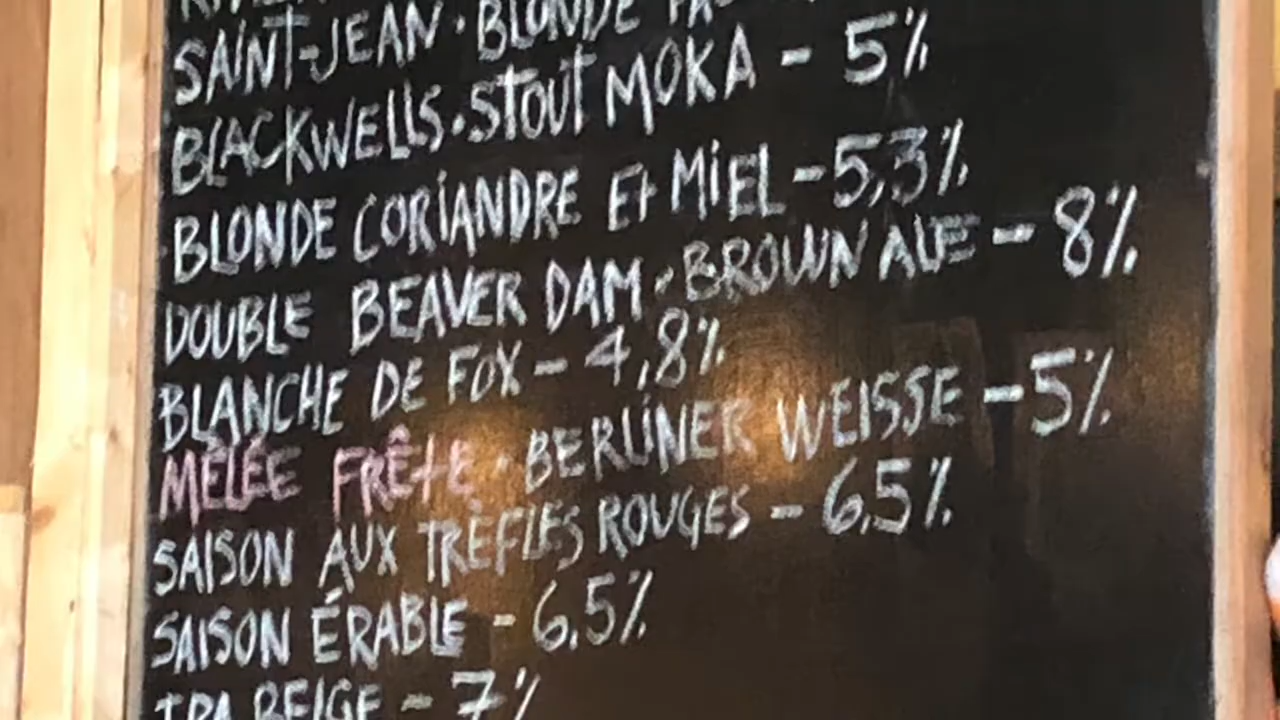 SAINT-JEAN · BLONDE
BLACKWELLS · STOUT MOKA - 5%
BLONDE CORIANDRE Et MiEL - 5,3%
DOUBLE BEAVER DAM · BROWN ALE - 8%
BLANCHE DE FOX - 4,8%
MÊLÉE FRÊtE · BERLINER WEISSE - 5%
SAISON AUX TRÈFLES ROUGES - 6,5%
SAISON ÉRABLE - 6.5%
IPA BELGE - 7%